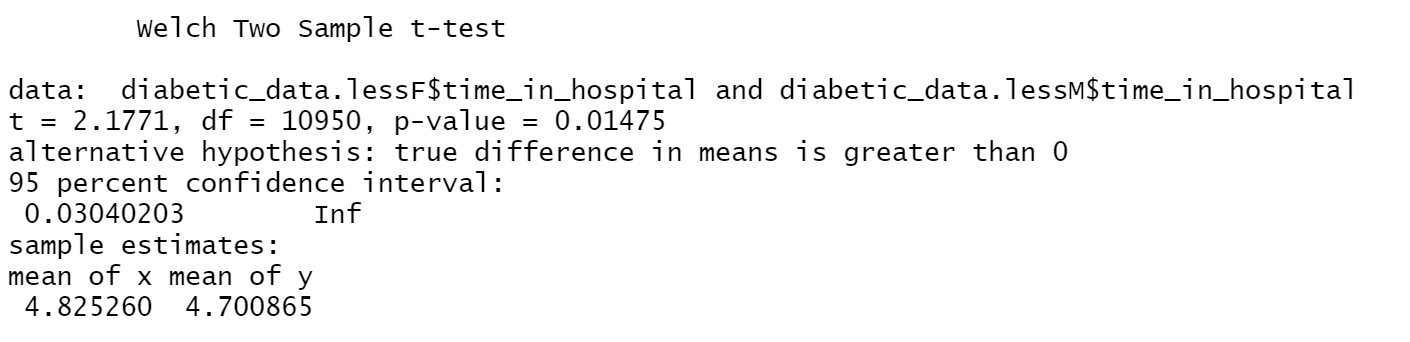 Welch Two Sample t-test
data:  diabetic_data.lessF$time_in_hospital and diabetic_data.lessM$time_in_hospital
t = 2.1771, df = 10950, p-value = 0.01475
alternative hypothesis: true difference in means is greater than 0
95 percent confidence interval:
 0.03040203        Inf
sample estimates:
mean of x mean of y
 4.825260  4.700865